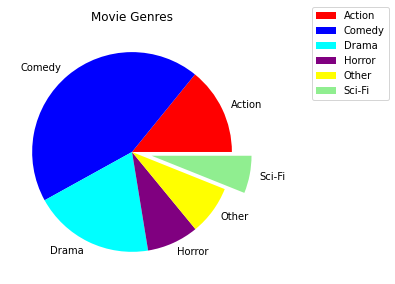 Movie Genres
Action
Comedy
Drama
Horror
Other
Sci-Fi
Comedy
Action
Sci-Fi
Other
Horror
Drama